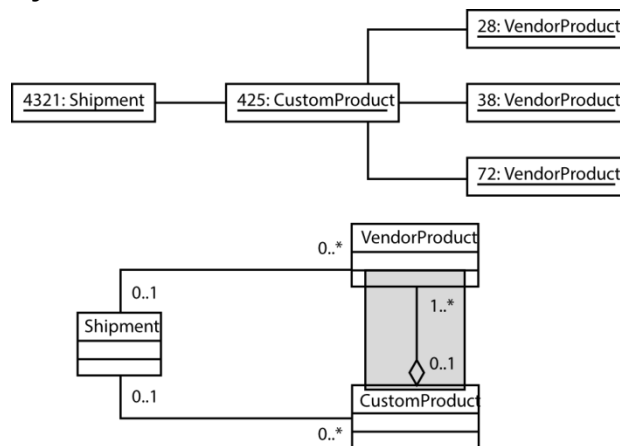 28: VendorProduct
4321: Shipment
425: CustomProduct
38: VendorProduct
72: VendorProduct
0..*
VendorProduct
0..1
1..*
Shipment
0..1
0..1
CustomProduct
0..*